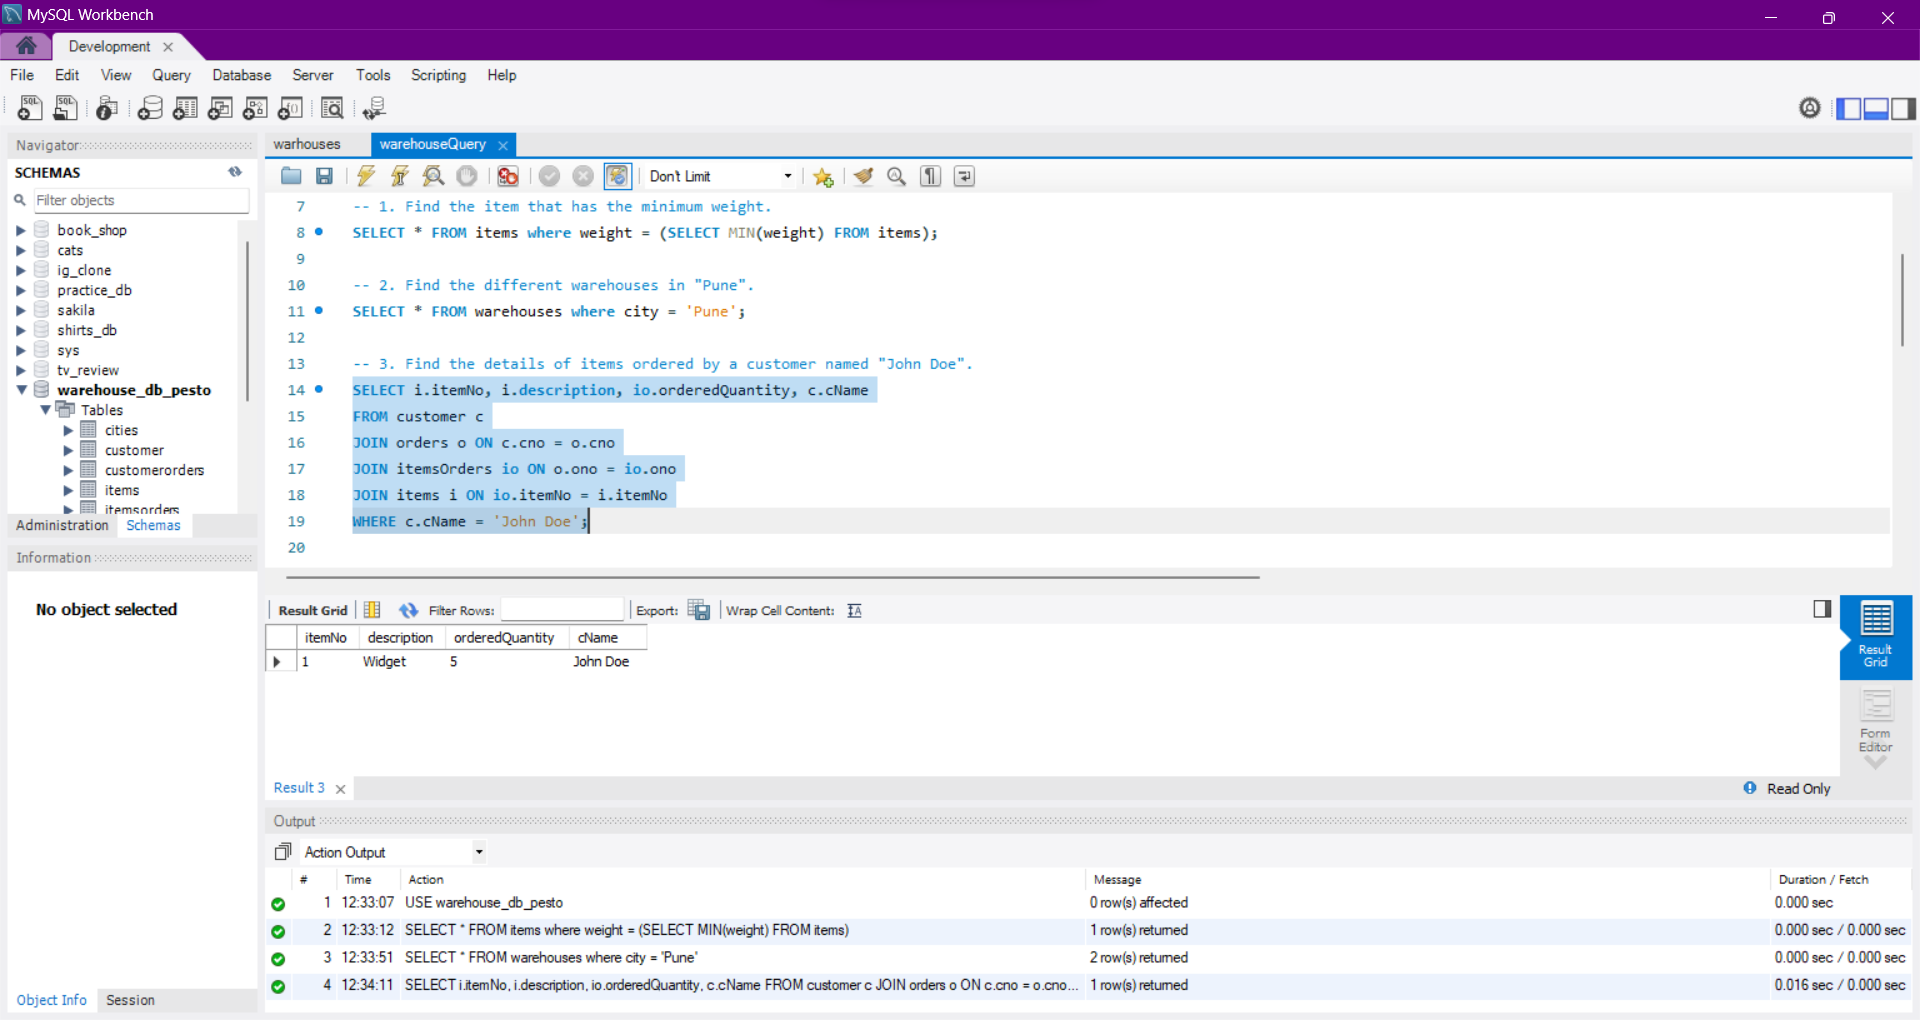 MySQL Workbench
Development
File Edit View Query Database Server Tools Scripting Help
Navigator
SCHEMAS
Filter objects
book_shop
cats
ig_clone
practice_db
sakila
shirts_db
sys
tv_review
warehouse_db_pesto
Tables
cities
customer
customerorders
items
itemsorders
Administration Schemas
Information
No object selected
Object Info Session
warhouses warehouseQuery
Don't Limit
7 -- 1. Find the item that has the minimum weight.
8 SELECT * FROM items where weight = (SELECT MIN(weight) FROM items);
9
10 -- 2. Find the different warehouses in "Pune".
11 SELECT * FROM warehouses where city = 'Pune';
12
13 -- 3. Find the details of items ordered by a customer named "John Doe".
14 SELECT i.itemNo, i.description, io.orderedQuantity, c.cName
15 FROM customer c
16 JOIN orders o ON c.cno = o.cno
17 JOIN itemsOrders io ON o.ono = io.ono
18 JOIN items i ON io.itemNo = i.itemNo
19 WHERE c.cName = 'John Doe';
20
Result Grid Filter Rows: Export: Wrap Cell Content:
itemNo description orderedQuantity cName
1 Widget 5 John Doe
Result Grid
Form Editor
Result 3
Read Only
Output
Action Output
# Time Action Message Duration / Fetch
1 12:33:07 USE warehouse_db_pesto 0 row(s) affected 0.000 sec
2 12:33:12 SELECT * FROM items where weight = (SELECT MIN(weight) FROM items) 1 row(s) returned 0.000 sec / 0.000 sec
3 12:33:51 SELECT * FROM warehouses where city = 'Pune' 2 row(s) returned 0.000 sec / 0.000 sec
4 12:34:11 SELECT i.itemNo, i.description, io.orderedQuantity, c.cName FROM customer c JOIN orders o ON c.cno = o.cno... 1 row(s) returned 0.016 sec / 0.000 sec